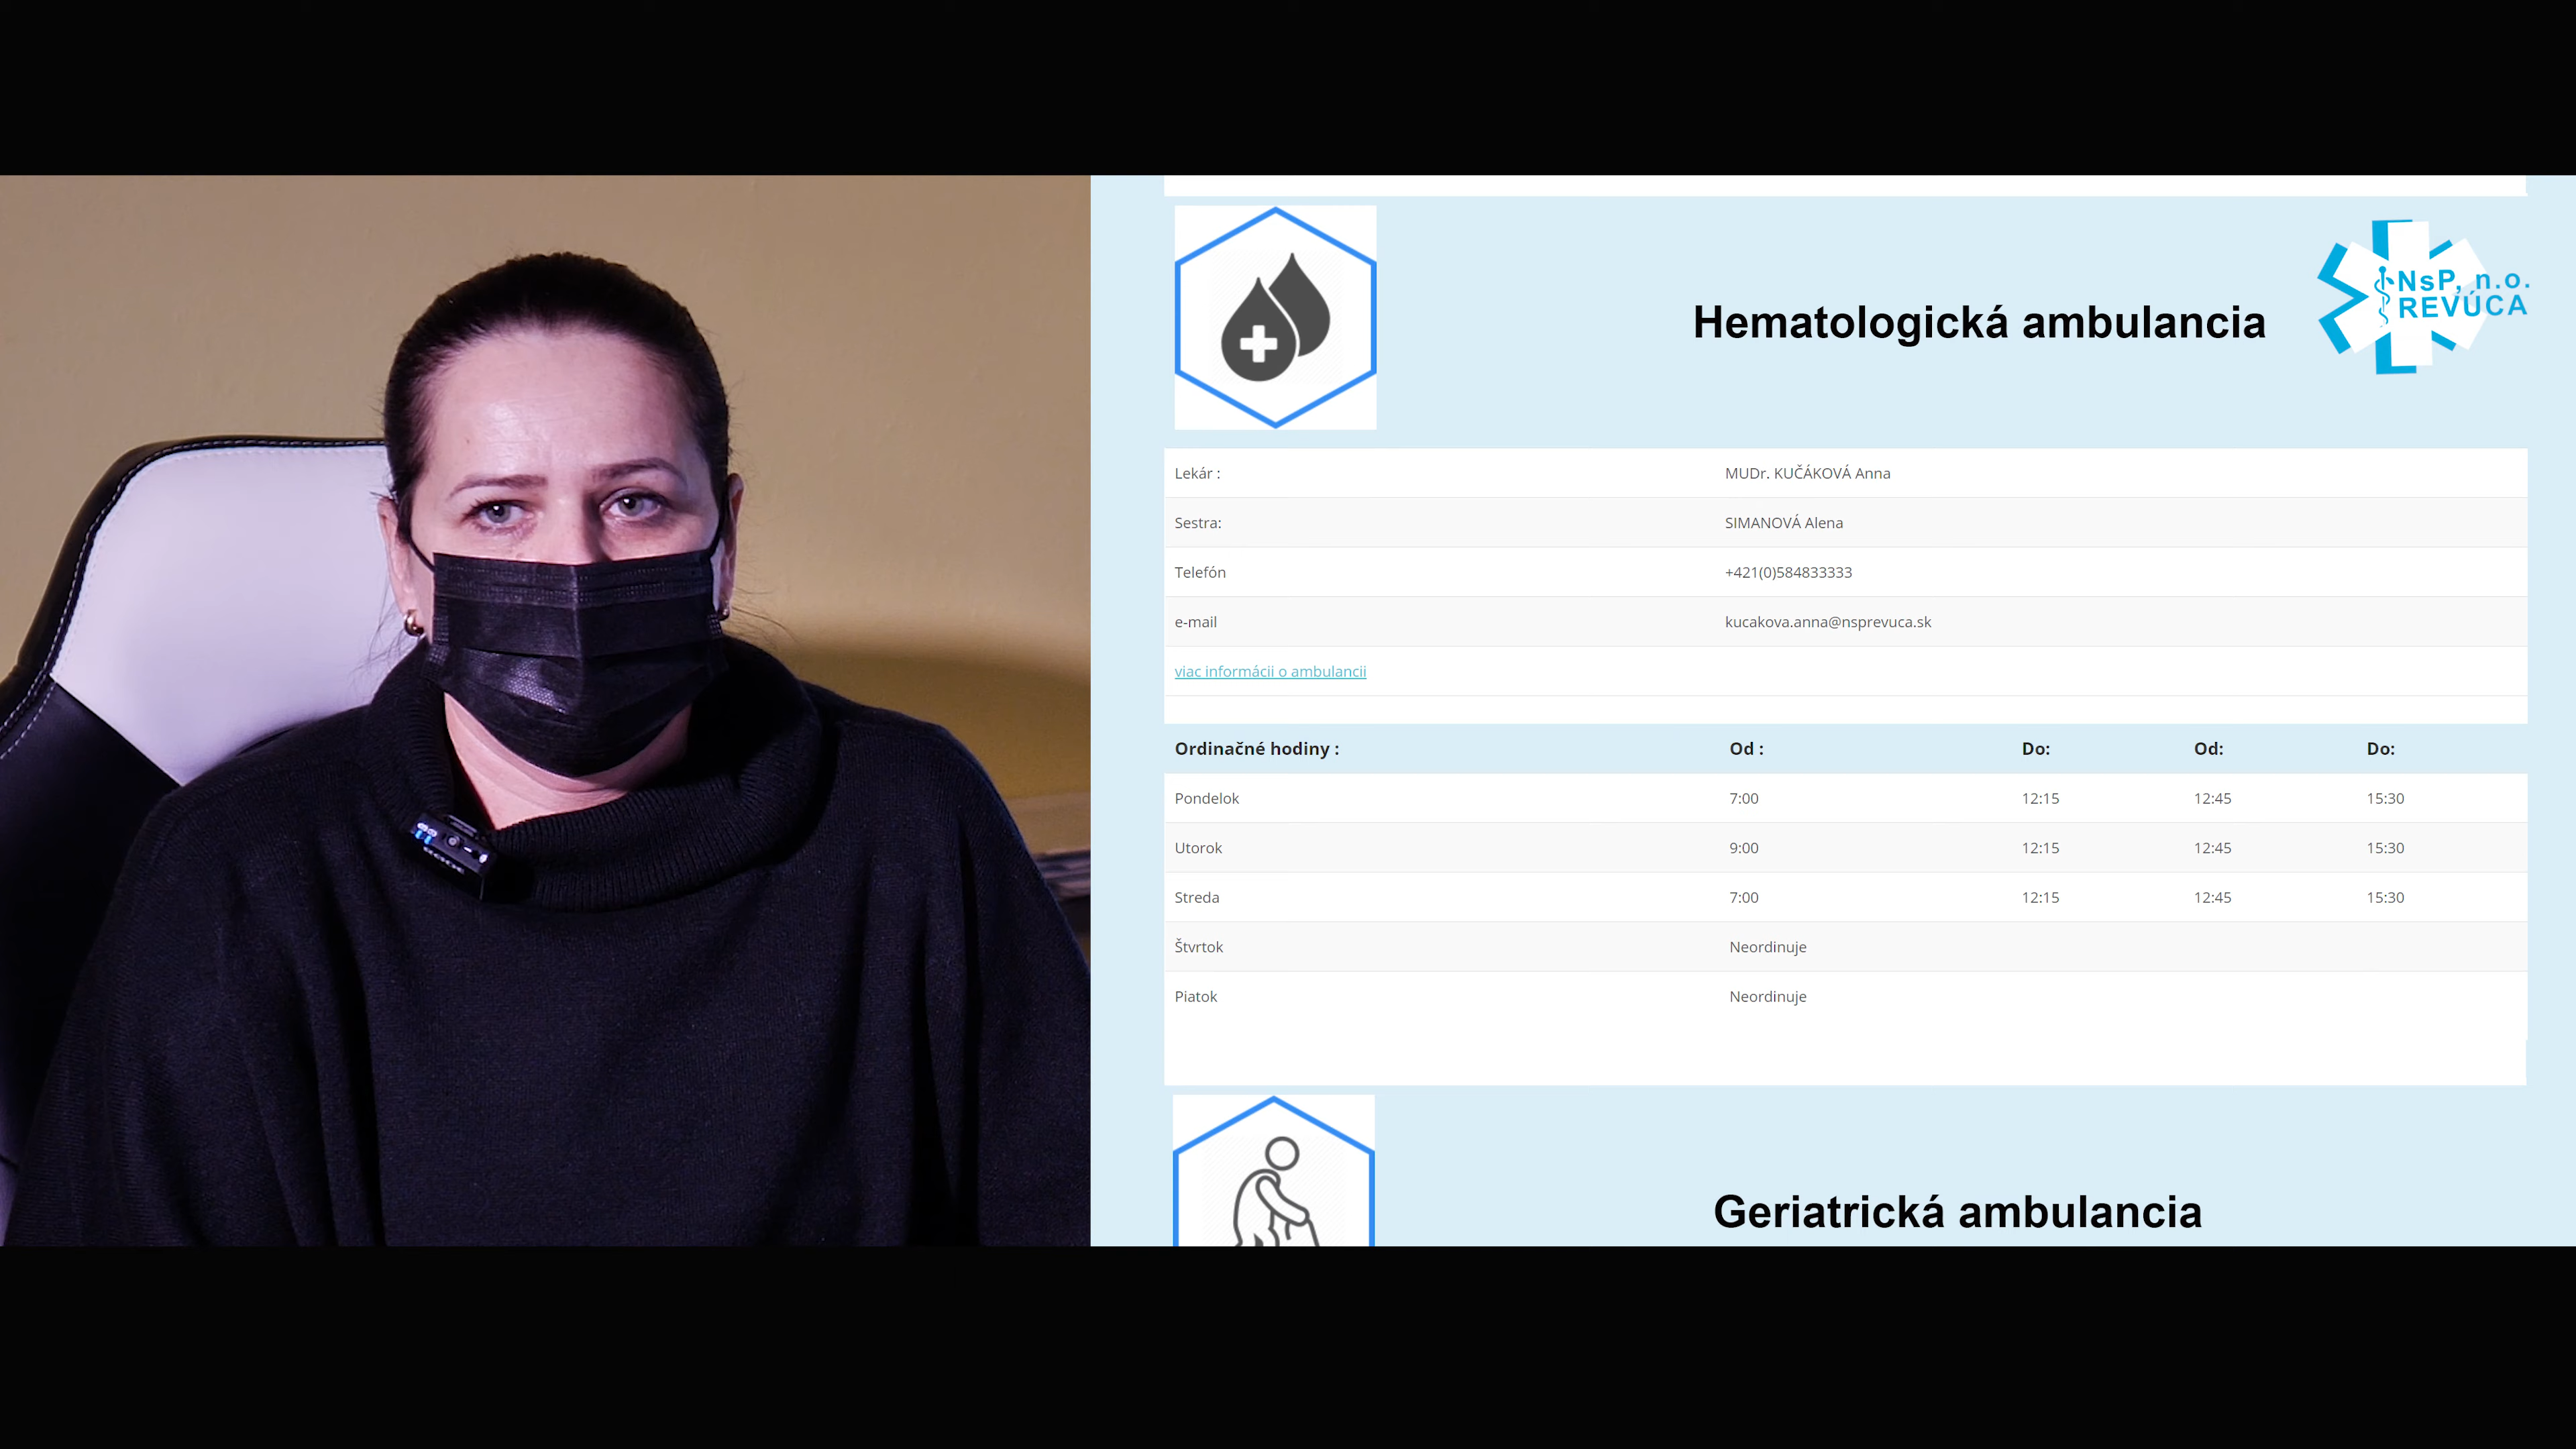 Hematologická ambulancia
NsP, n.o.
REVÚCA
Lekár : MUDr. KUČÁKOVÁ Anna
Sestra: SIMANOVÁ Alena
Telefón +421(0)584833333
e-mail kucakova.anna@nsprevuca.sk
viac informácii o ambulancii
Ordinačné hodiny : Od : Do: Od: Do:
Pondelok 7:00 12:15 12:45 15:30
Utorok 9:00 12:15 12:45 15:30
Streda 7:00 12:15 12:45 15:30
Štvrtok Neordinuje
Piatok Neordinuje
Geriatrická ambulancia